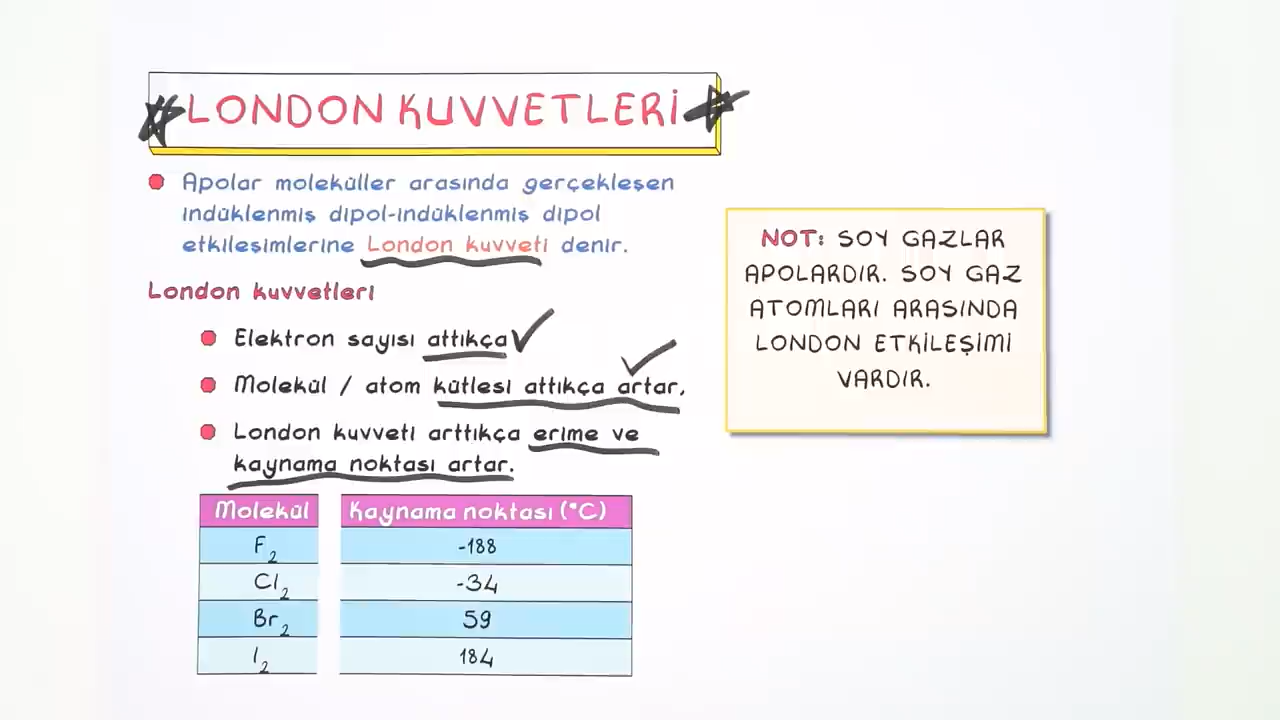 LONDON KUVVETLERİ
Apolar moleküller arasında gerçekleşen
indüklenmiş dipol-indüklenmiş dipol
etkileşimlerine London kuvveti denir.
London kuvvetleri
Elektron sayısı attıkça
Molekül / atom kütlesi attıkça artar.
London kuvveti arttıkça erime ve
kaynama noktası artar.
Molekül Kaynama noktası (°C)
F2 -188
Cl2 -34
Br2 59
I2 184
NOT: SOY GAZLAR
APOLARDIR. SOY GAZ
ATOMLARI ARASINDA
LONDON ETKİLEŞİMİ
VARDIR.